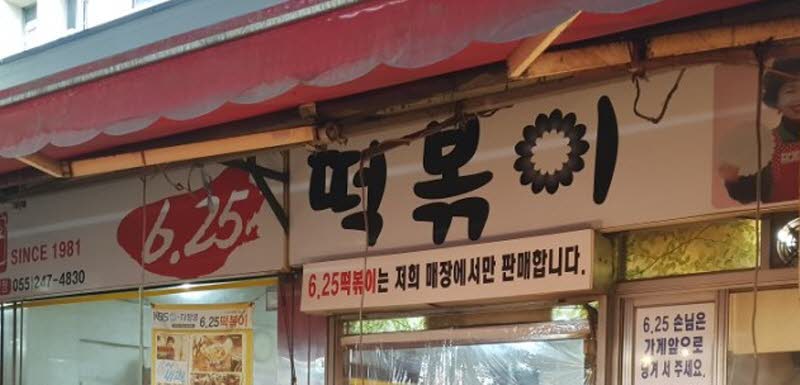 SINCE 1981
055)247-4830
6.25
떡볶이
6.25떡볶이는 저희 매장에서만 판매합니다.
6.25떡볶이
6.25 손님은
가게앞으로
서 주세요.